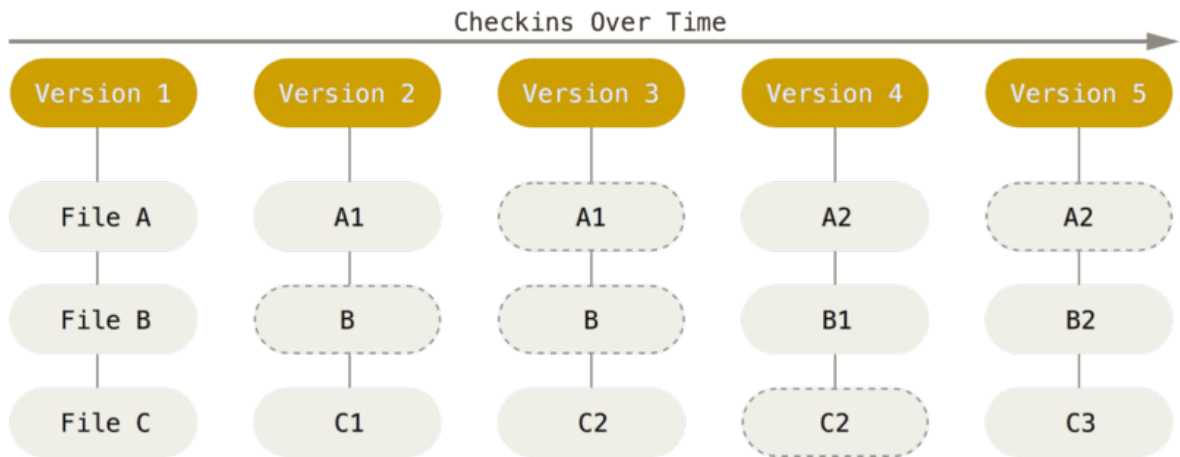 Checkins Over Time
Version 1 Version 2 Version 3 Version 4 Version 5
File A A1 A1 A2 A2
File B B B B1 B2
File C C1 C2 C2 C3